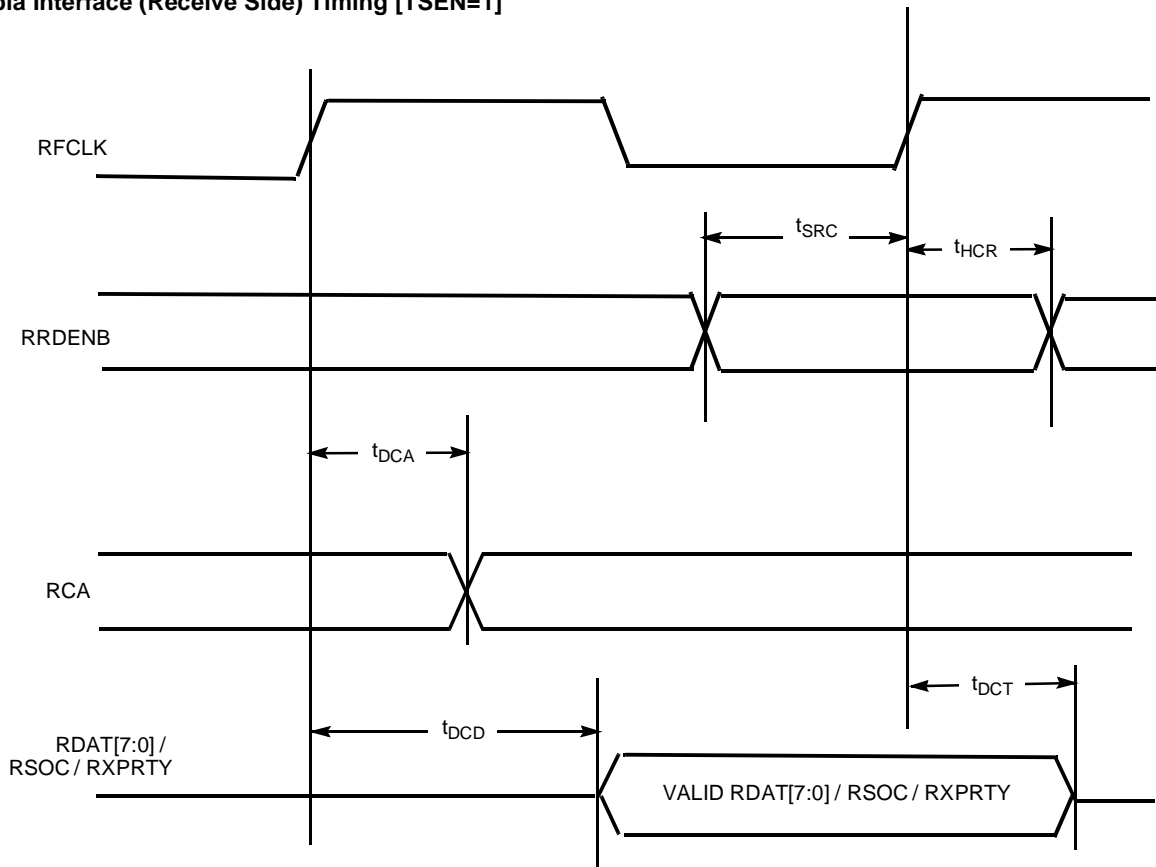 Interface (Receive Side) Timing [TSEN=1]
RFCLK
tSRC
tHCR
RRDENB
tDCA
RCA
tDCT
tDCD
RDAT[7:0] /
RSOC / RXPRTY
VALID RDAT[7:0] / RSOC / RXPRTY